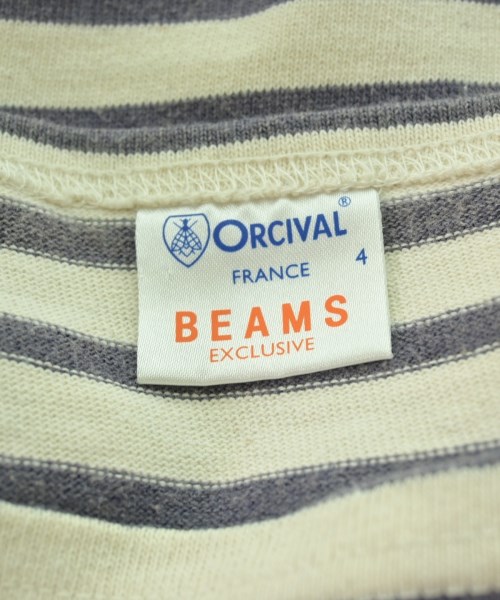 ORCIVAL®
FRANCE 4
BEAMS
EXCLUSIVE